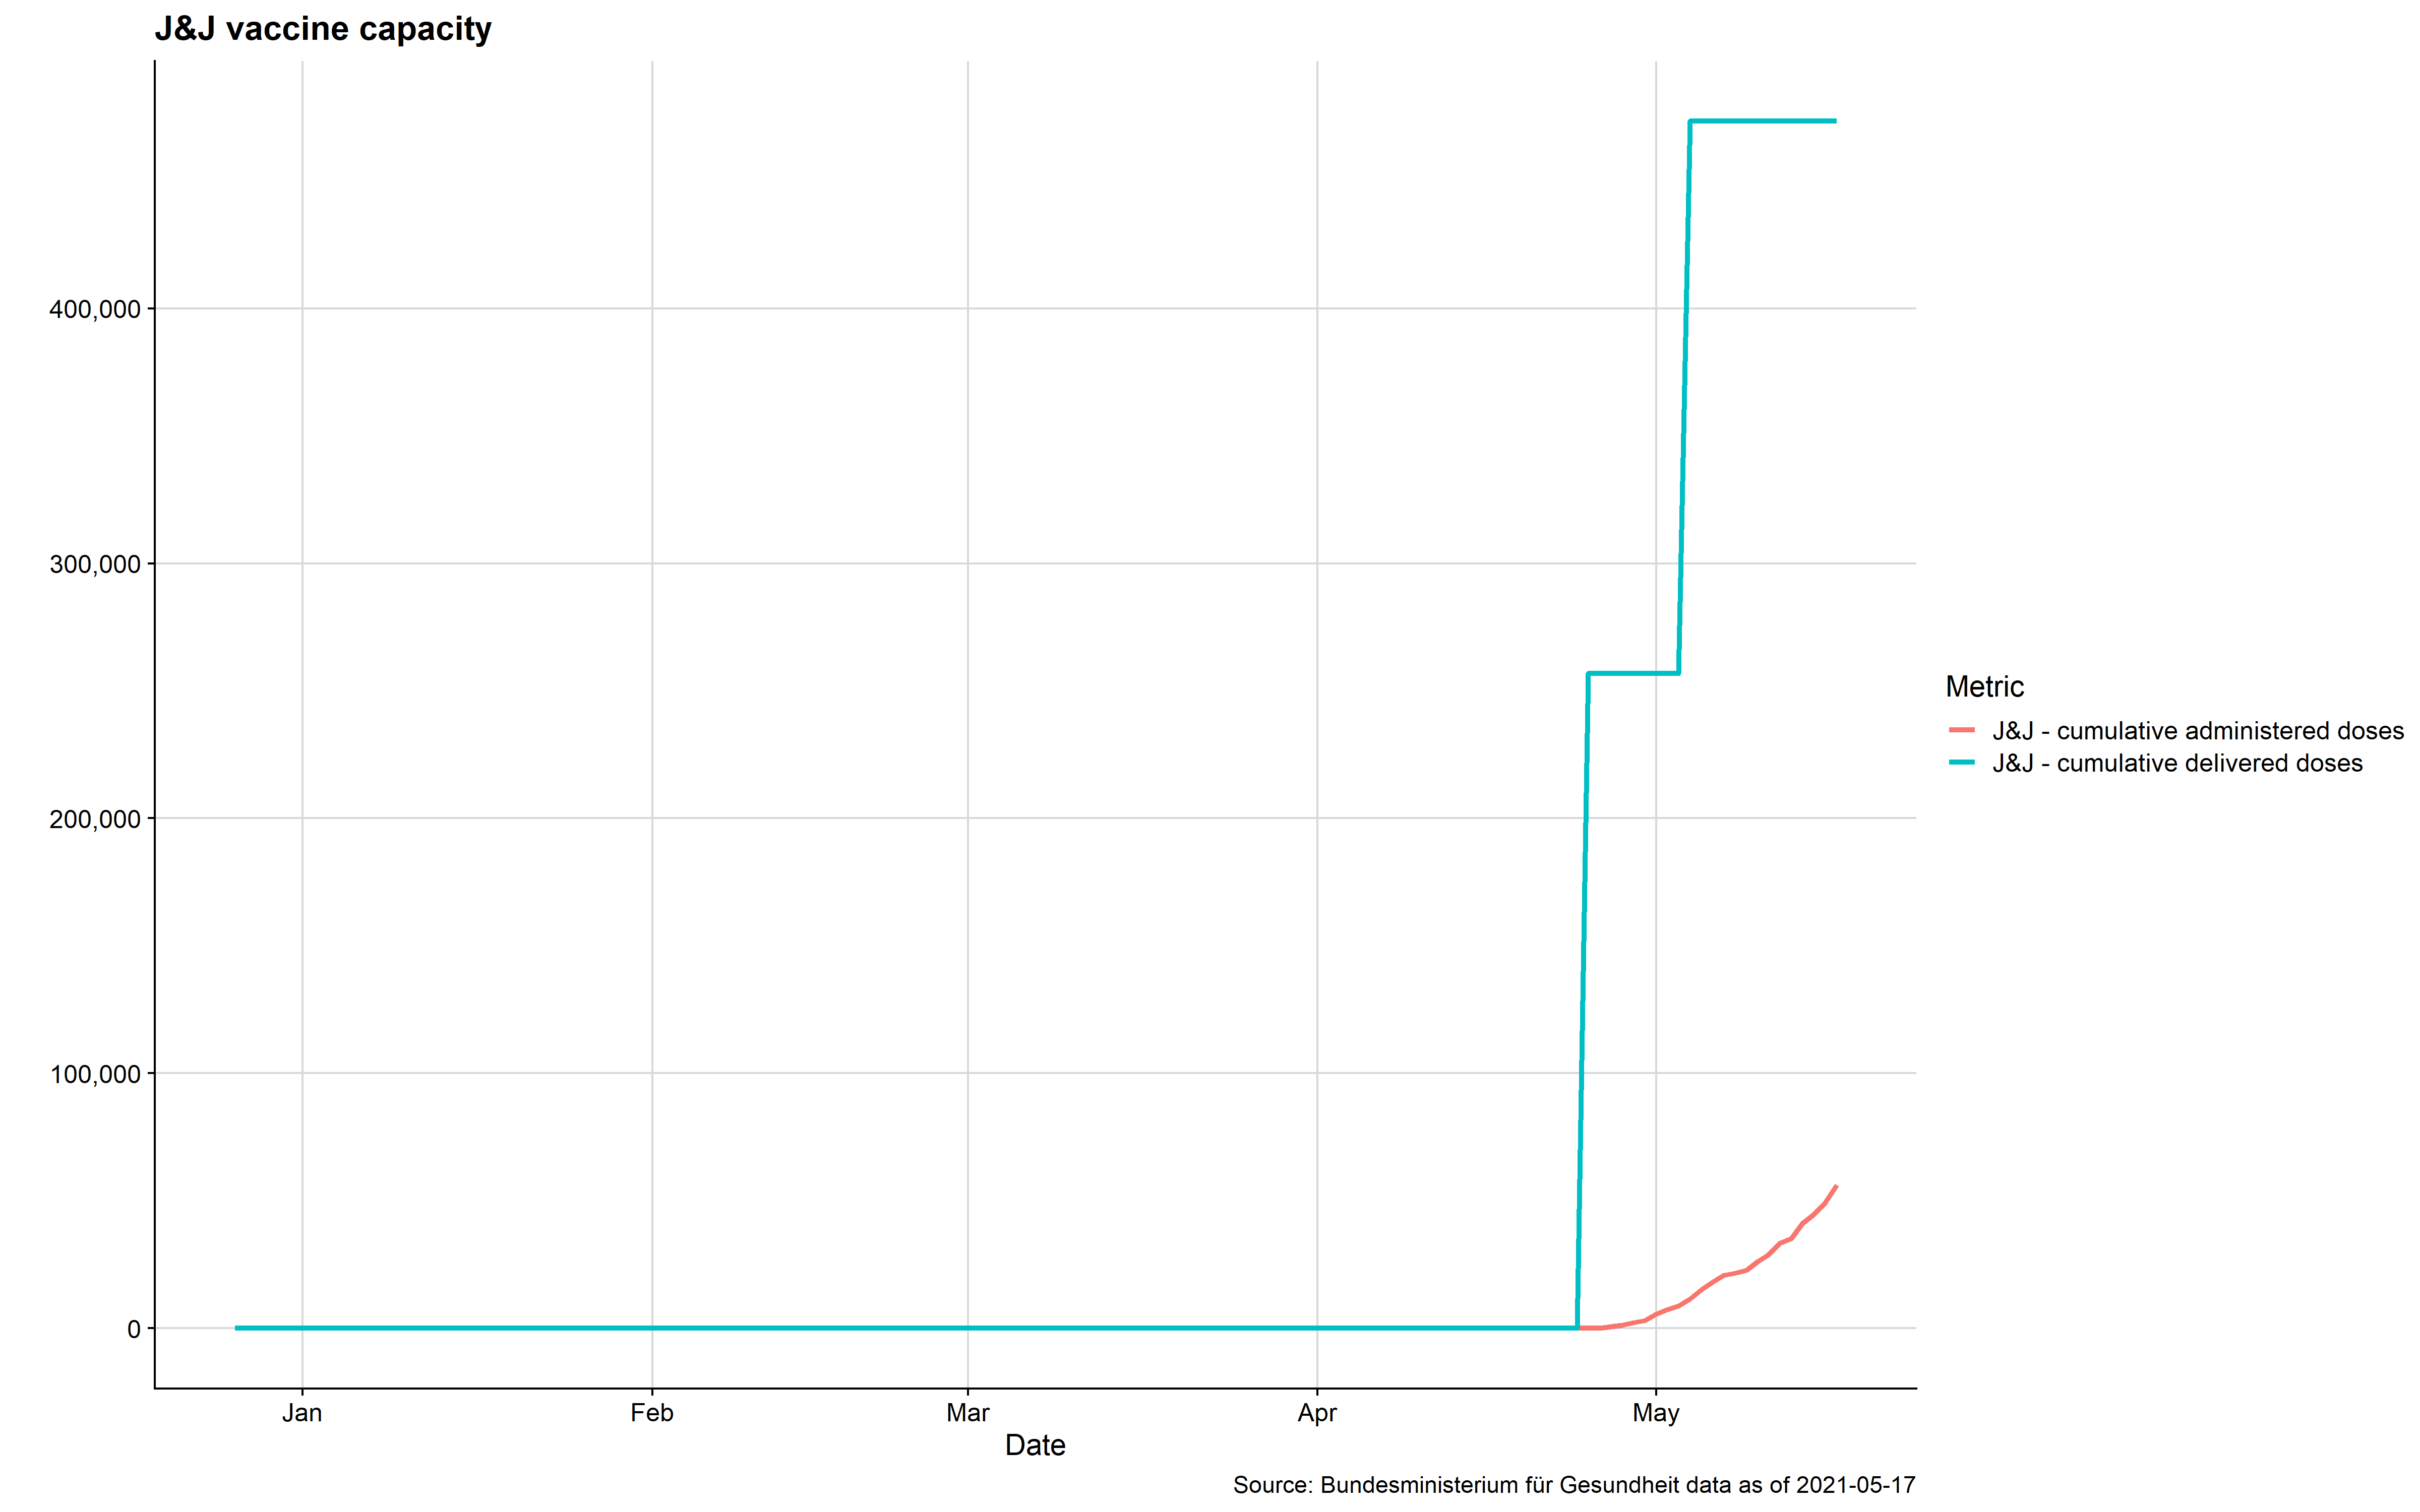 J&J vaccine capacity
400,000
300,000
200,000
100,000
0
Jan Feb Mar Apr May
Date
Metric
J&J - cumulative administered doses
J&J - cumulative delivered doses
Source: Bundesministerium für Gesundheit data as of 2021-05-17